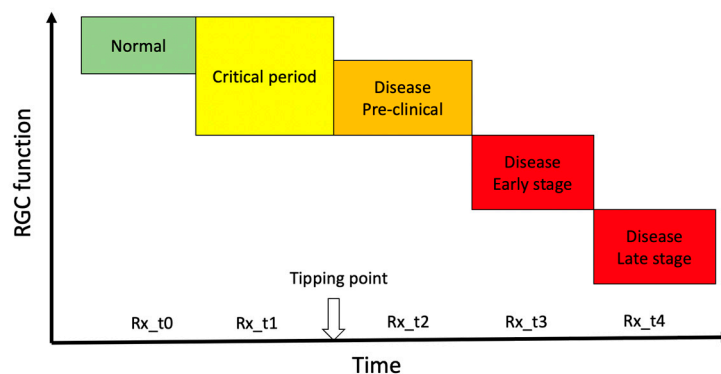 Normal
Critical period
Disease
Pre-clinical
Disease
Early stage
Disease
Late stage
RGC function
Tipping point
Rx_t0
Rx_t1
Rx_t2
Rx_t3
Rx_t4
Time